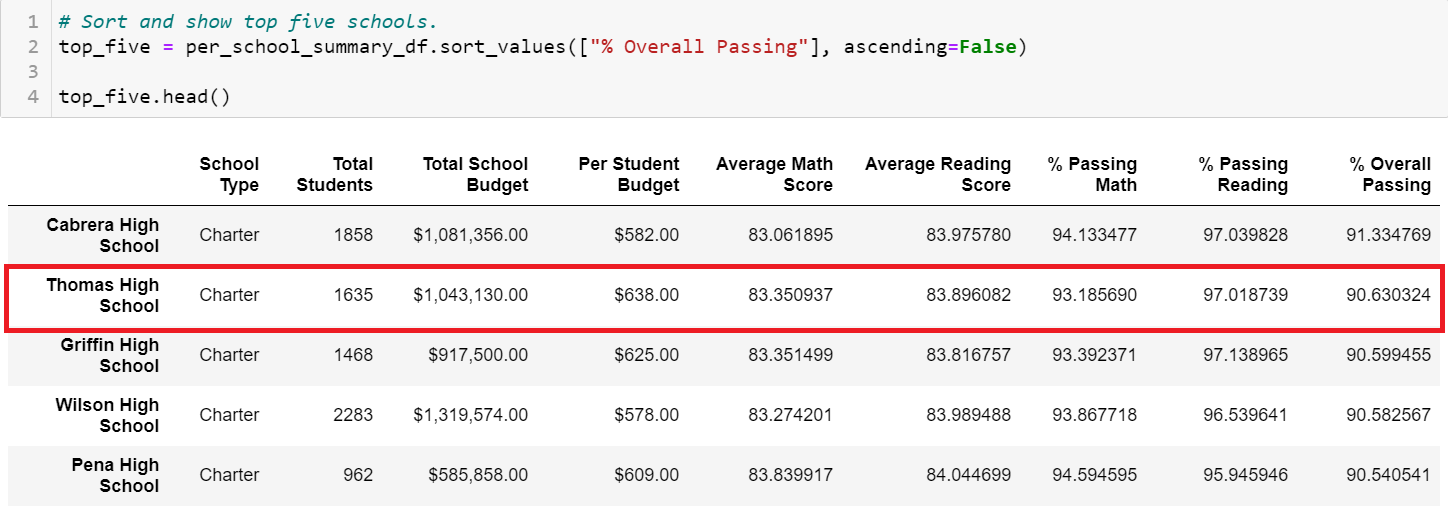 1 # Sort and show top five schools.
2 top_five = per_school_summary_df.sort_values(["% Overall Passing"], ascending=False)
3
4 top_five.head()
School Total Total School Per Student Average Math Average Reading % Passing % Passing % Overall
Type Students Budget Budget Score Score Math Reading Passing
Cabrera High
School Charter 1858 $1,081,356.00 $582.00 83.061895 83.975780 94.133477 97.039828 91.334769
Thomas High
School Charter 1635 $1,043,130.00 $638.00 83.350937 83.896082 93.185690 97.018739 90.630324
Griffin High
School Charter 1468 $917,500.00 $625.00 83.351499 83.816757 93.392371 97.138965 90.599455
Wilson High
School Charter 2283 $1,319,574.00 $578.00 83.274201 83.989488 93.867718 96.539641 90.582567
Pena High
School Charter 962 $585,858.00 $609.00 83.839917 84.044699 94.594595 95.945946 90.540541